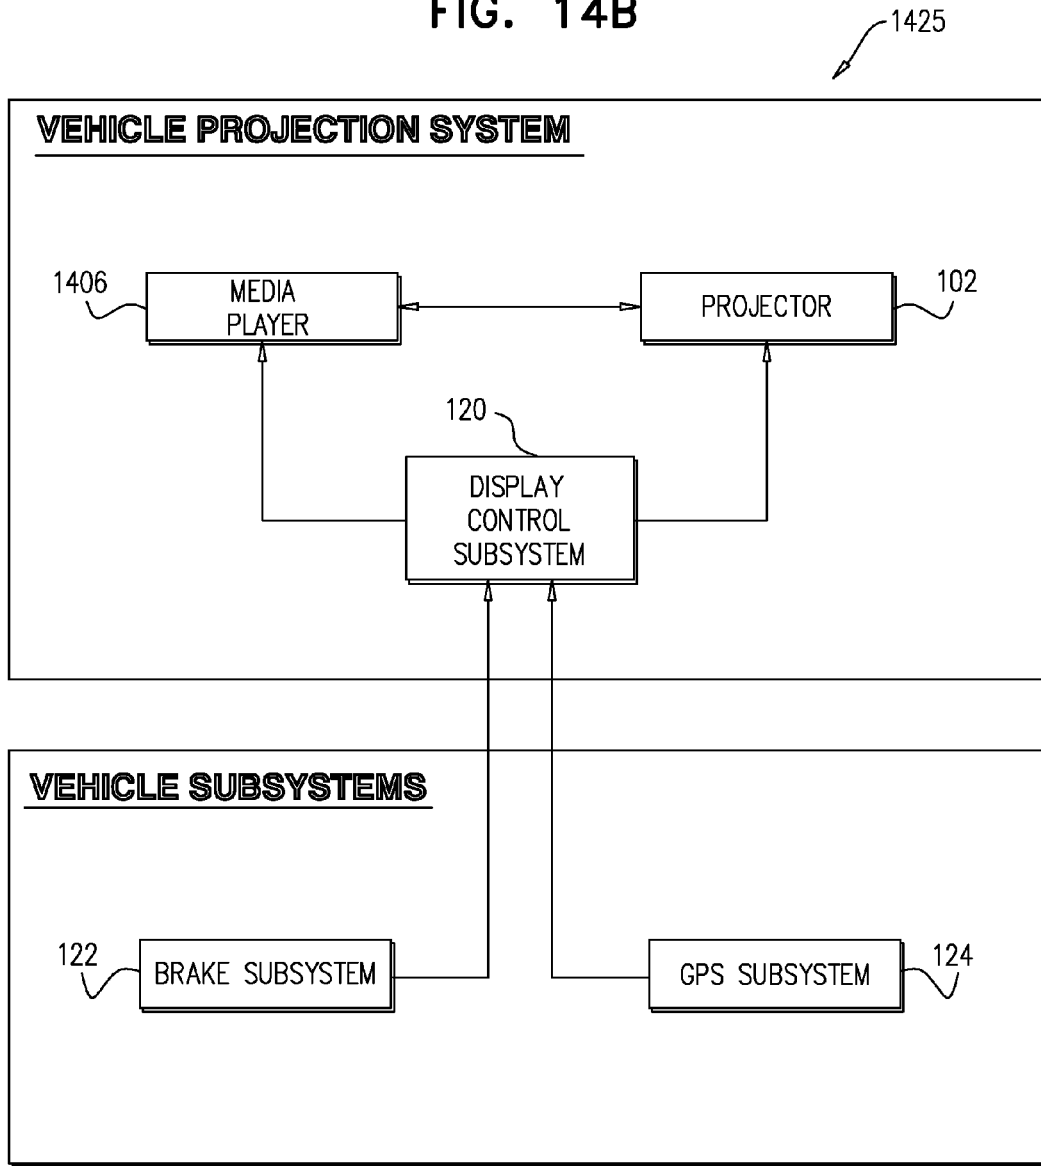 FIG. 14B
1425
VEHICLE PROJECTION SYSTEM
1406
MEDIA
PLAYER
PROJECTOR
102
120
DISPLAY
CONTROL
SUBSYSTEM
VEHICLE SUBSYSTEMS
122
BRAKE SUBSYSTEM
GPS SUBSYSTEM
124